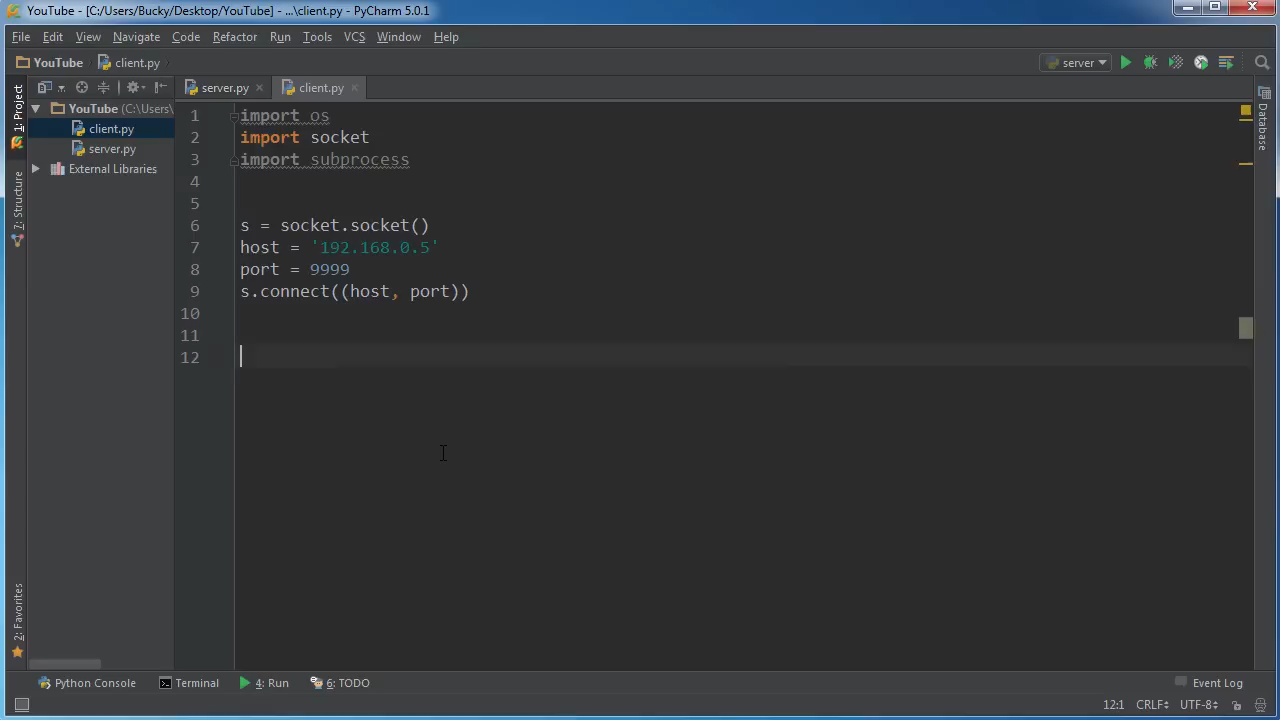 YouTube - [C:/Users/Bucky/Desktop/YouTube] - ...\client.py - PyCharm 5.0.1
File Edit View Navigate Code Refactor Run Tools VCS Window Help
YouTube client.py server
1: Project
7: Structure
2: Favorites
YouTube (C:\Users\
client.py
server.py
External Libraries
server.py client.py
1 import os
2 import socket
3 import subprocess
4
5
6 s = socket.socket()
7 host = '192.168.0.5'
8 port = 9999
9 s.connect((host, port))
10
11
12
Database
Python Console Terminal 4: Run 6: TODO Event Log
12:1 CRLF UTF-8